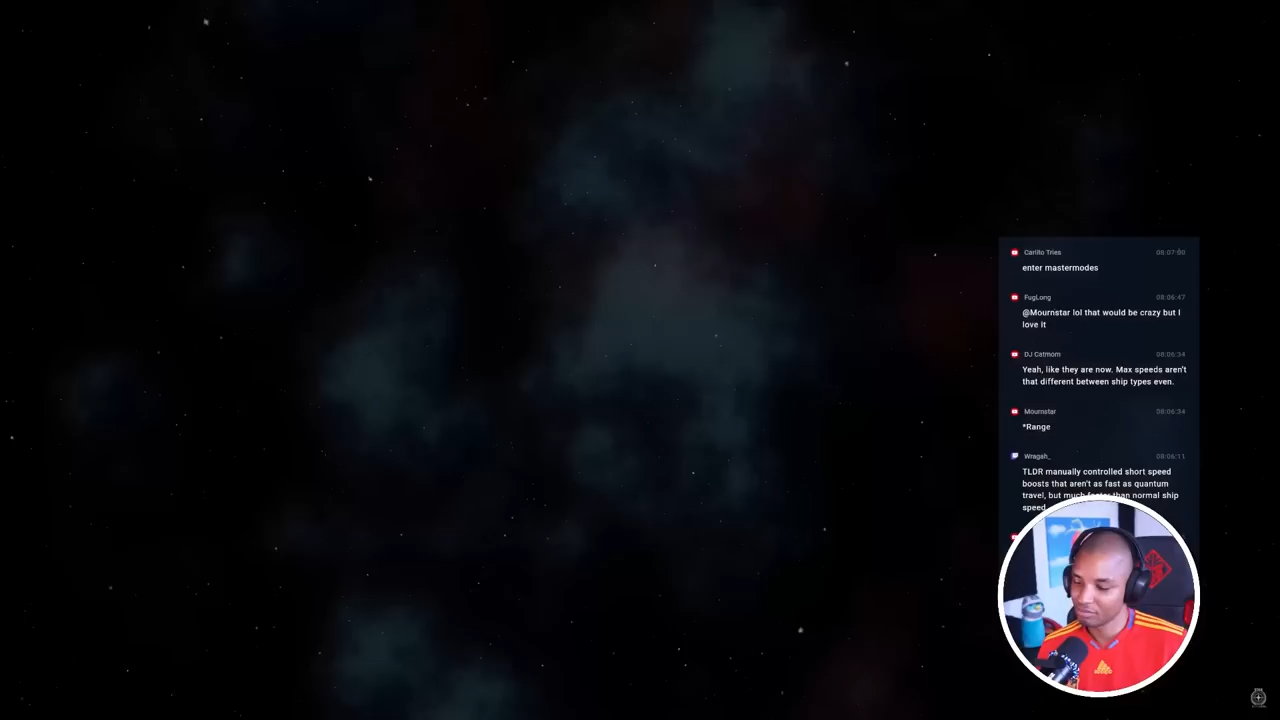 Carlito Tries 08:07:00
enter mastermodes
FugLong 08:06:47
@Mournstar lol that would be crazy but I
love it
DJ Catmom 08:06:34
Yeah, like they are now. Max speeds aren't
that different between ship types even.
Mournstar 08:06:34
*Range
Wragsh_ 08:06:11
TLDR manually controlled short speed
boosts that aren't as fast as quantum
travel, but much faster than normal ship
speed